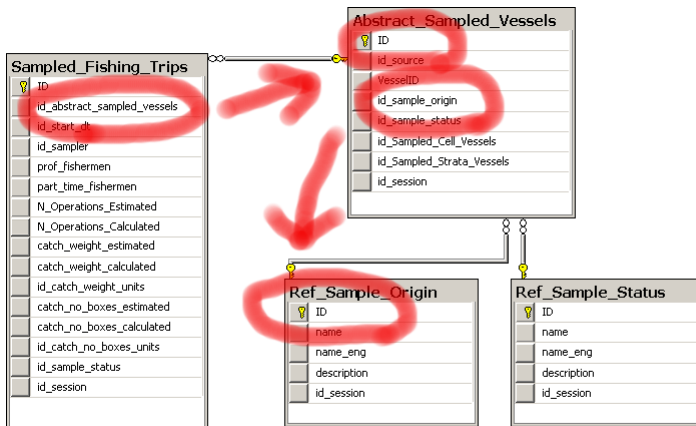 Sampled_Fishing_Trips
ID
id_abstract_sampled_vessels
id_start_dt
id_sampler
prof_fishermen
part_time_fishermen
N_Operations_Estimated
N_Operations_Calculated
catch_weight_estimated
catch_weight_calculated
id_catch_weight_units
catch_no_boxes_estimated
catch_no_boxes_calculated
id_catch_no_boxes_units
id_sample_status
id_session
Abstract_Sampled_Vessels
ID
id_source
VesselID
id_sample_origin
id_sample_status
id_Sampled_Cell_Vessels
id_Sampled_Strata_Vessels
id_session
Ref_Sample_Origin
ID
name
name_eng
description
id_session
Ref_Sample_Status
ID
name
name_eng
description
id_session